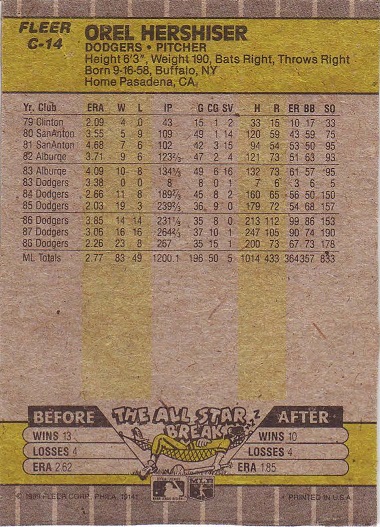 FLEER
C-14
OREL HERSHISER
DODGERS • PITCHER
Height 6'3", Weight 190, Bats Right, Throws Right
Born 9-16-58, Buffalo, NY
Home Pasadena, CA.
Yr. Club ERA W L IP G CG SV H R ER BB SO
79 Clinton 2.09 4 0 43 15 1 2 33 15 10 17 33
80 SanAnton 3.55 5 9 109 49 1 14 120 59 43 59 75
81 SanAnton 4.68 7 6 102 42 3 15 94 54 53 50 95
82 Alburqe 3.71 9 6 123⅔ 47 2 4 121 73 51 63 93
83 Alburqe 4.09 10 8 134⅓ 49 6 16 132 73 61 57 95
83 Dodgers 3.38 0 0 8 8 0 1 7 6 3 6 5
84 Dodgers 2.66 11 8 189⅔ 45 8 2 160 65 56 50 150
85 Dodgers 2.03 19 3 239⅔ 36 9 0 179 72 54 68 157
86 Dodgers 3.85 14 14 231⅓ 35 8 0 213 112 99 86 153
87 Dodgers 3.06 16 16 264⅔ 37 10 1 247 105 90 74 190
88 Dodgers 2.26 23 8 267 35 15 1 200 73 67 73 178
ML Totals 2.77 83 49 1200.1 196 50 5 1014 433 357 833
BEFORE THE ALL STAR BREAK AFTER
WINS 13 WINS 10
LOSSES 4 LOSSES 4
ERA 2.62 ERA 1.85
© 1989 FLEER CORP. PHILA. 19141
PRINTED IN U.S.A.